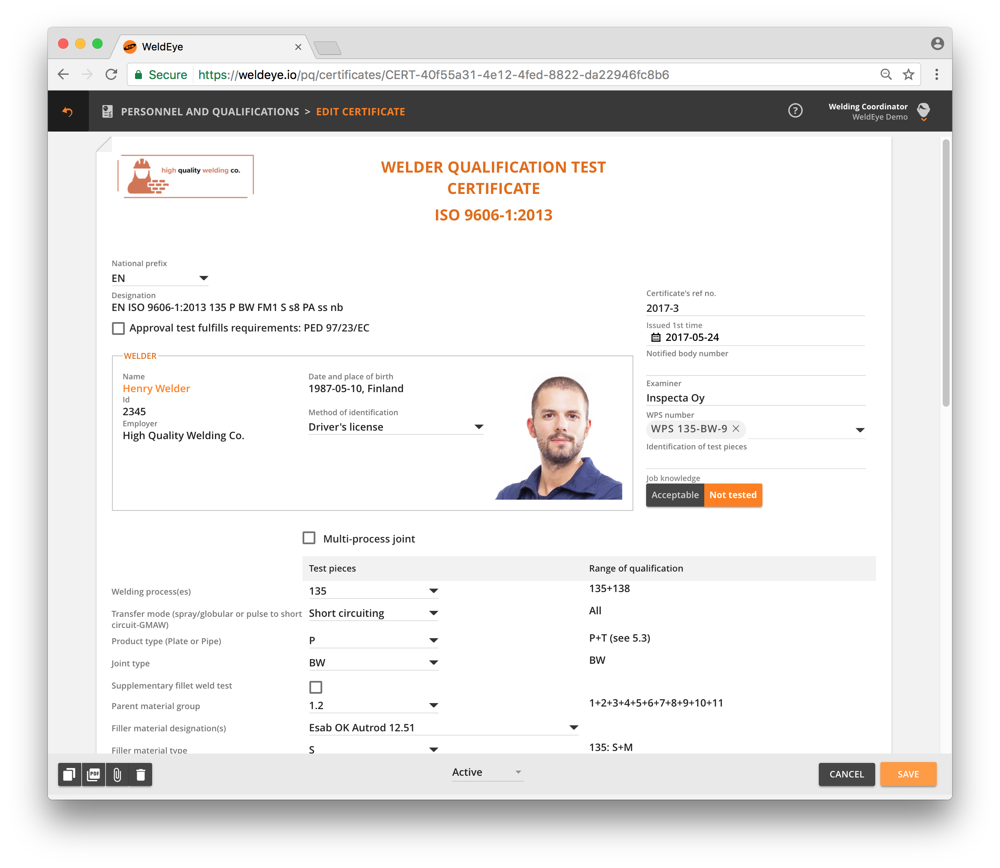 WeldEye
Secure https://weldeye.io/pq/certificates/CERT-40f55a31-4e12-4fed-8822-da22946fc8b6
PERSONNEL AND QUALIFICATIONS > EDIT CERTIFICATE
?
Welding Coordinator
WeldEye Demo
high quality welding co.
WELDER QUALIFICATION TEST
CERTIFICATE
ISO 9606-1:2013
National prefix
EN
Designation
EN ISO 9606-1:2013 135 P BW FM1 S s8 PA ss nb
Approval test fulfills requirements: PED 97/23/EC
Certificate's ref no.
2017-3
Issued 1st time
2017-05-24
Notified body number
Examiner
Inspecta Oy
WPS number
WPS 135-BW-9
Identification of test pieces
Job knowledge
Acceptable Not tested
WELDER
Name
Henry Welder
Id
2345
Employer
High Quality Welding Co.
Date and place of birth
1987-05-10, Finland
Method of identification
Driver's license
Multi-process joint
Test pieces Range of qualification
Welding process(es) 135 135+138
Transfer mode (spray/globular or pulse to short Short circuiting All
circuit-GMAW)
Product type (Plate or Pipe) P P+T (see 5.3)
Joint type BW BW
Supplementary fillet weld test
Parent material group 1.2 1+2+3+4+5+6+7+8+9+10+11
Filler material designation(s) Esab OK Autrod 12.51
Filler material type S 135: S+M
PDF
Active
CANCEL SAVE